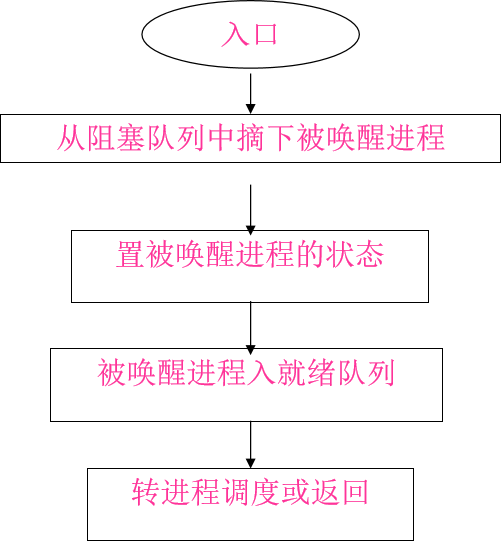 入口
从阻塞队列中摘下被唤醒进程
置被唤醒进程的状态
被唤醒进程入就绪队列
转进程调度或返回